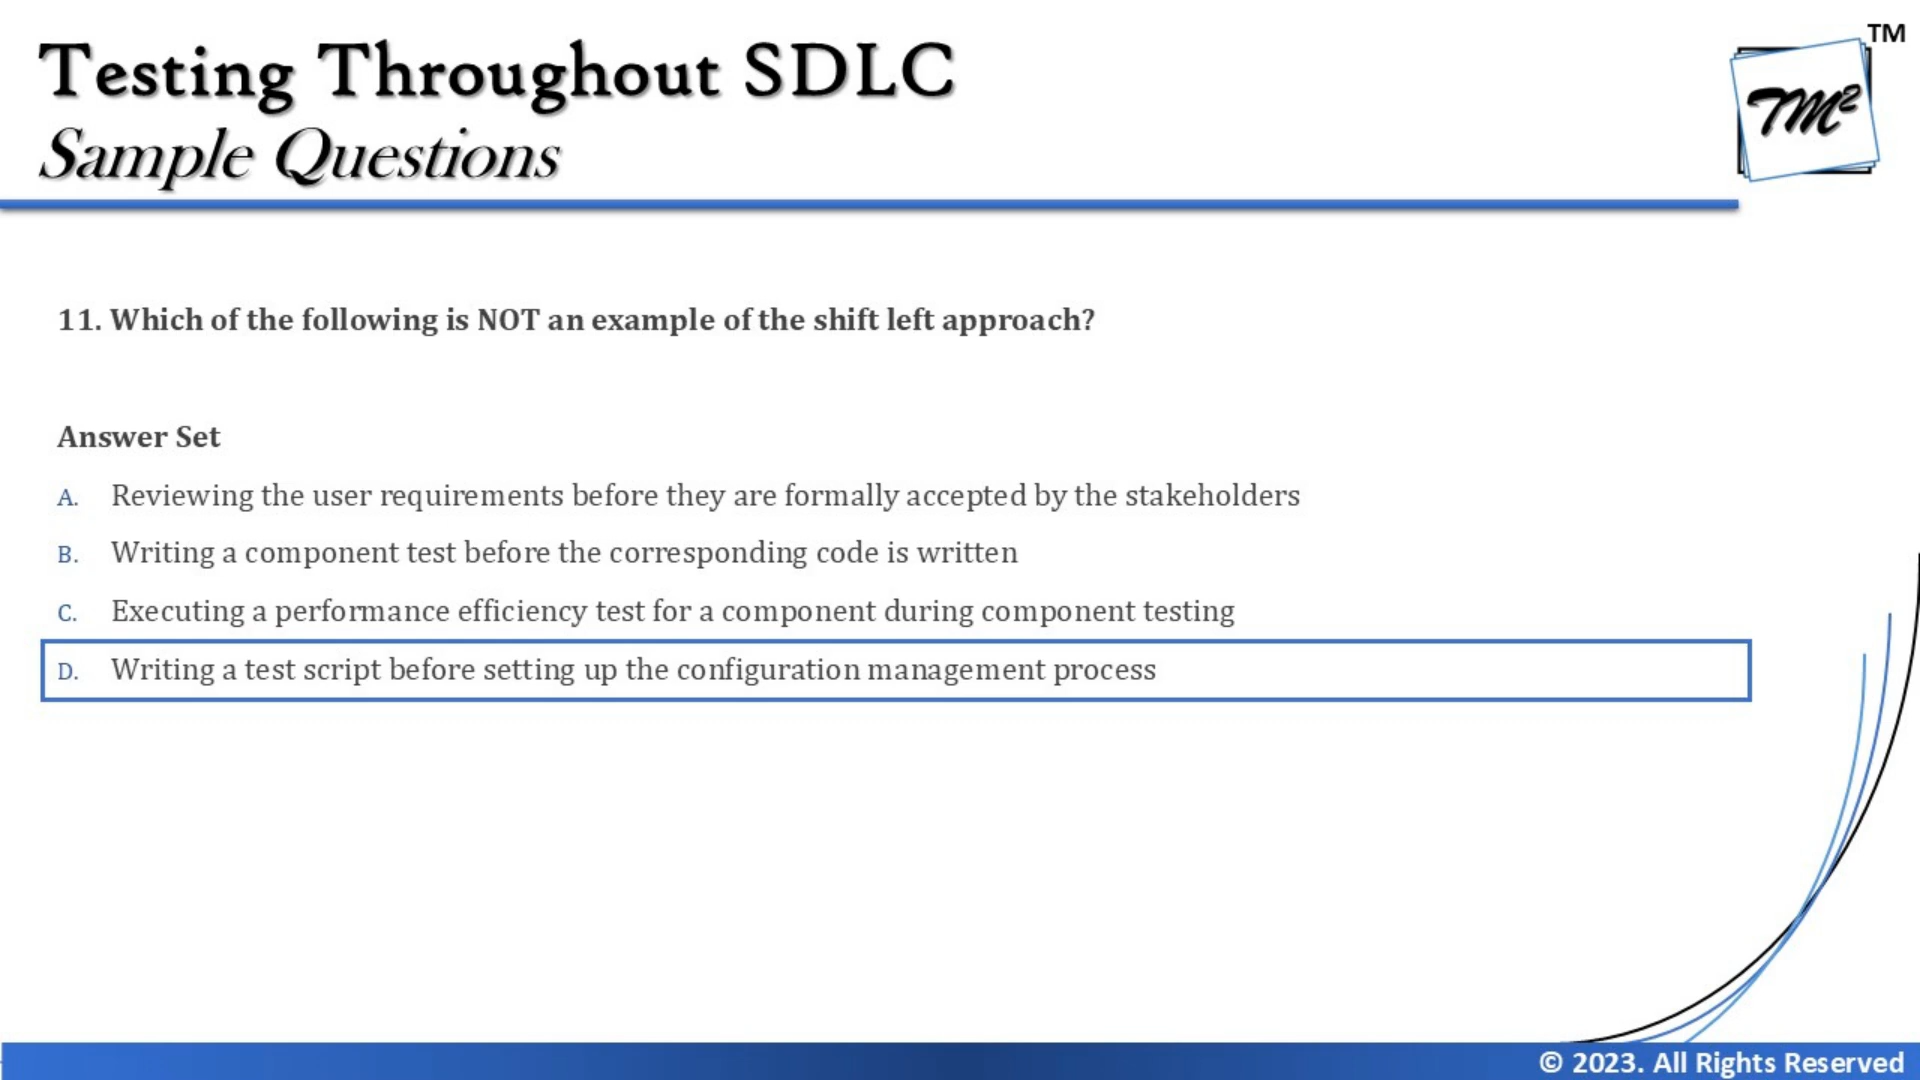 Testing Throughout SDLC
TM
Sample Questions
TM²
11. Which of the following is NOT an example of the shift left approach?
Answer Set
A. Reviewing the user requirements before they are formally accepted by the stakeholders
B. Writing a component test before the corresponding code is written
C. Executing a performance efficiency test for a component during component testing
D. Writing a test script before setting up the configuration management process
© 2023. All Rights Reserved